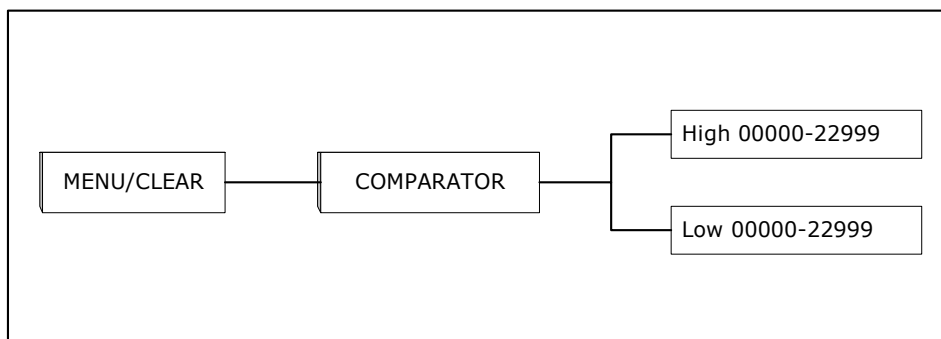 MENU/CLEAR
COMPARATOR
High 00000-22999
Low 00000-22999